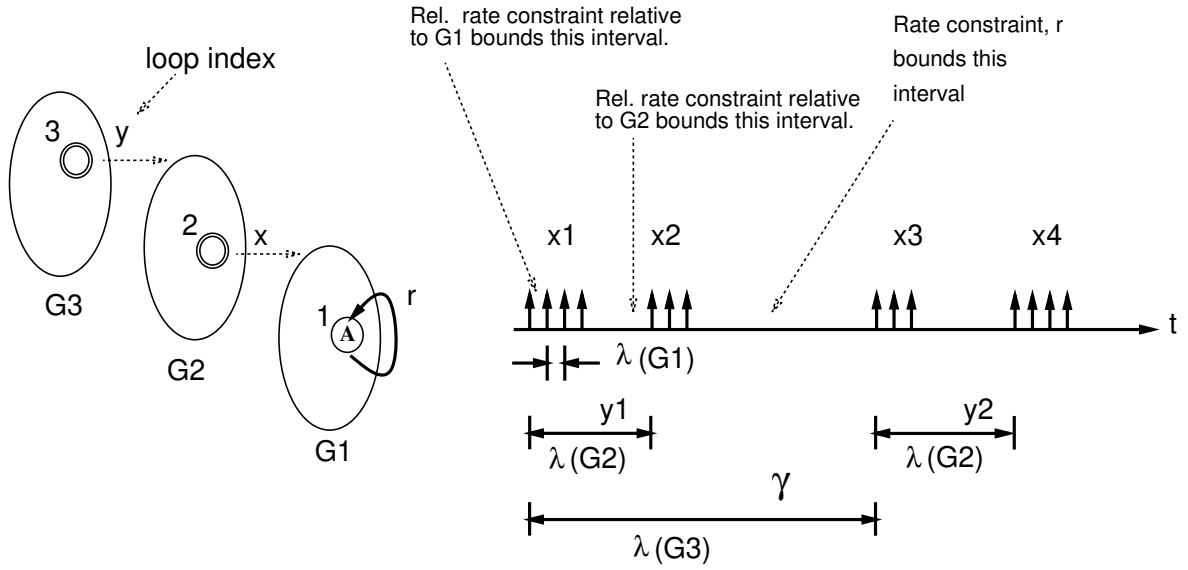 Rel. rate constraint relative
to G1 bounds this interval.
Rate constraint, r
bounds this
interval
loop index
Rel. rate constraint relative
to G2 bounds this interval.
3
y
2
x
1
A
r
G3
G2
G1
x1
x2
x3
x4
t
λ (G1)
y1
y2
λ (G2)
λ (G2)
γ
λ (G3)